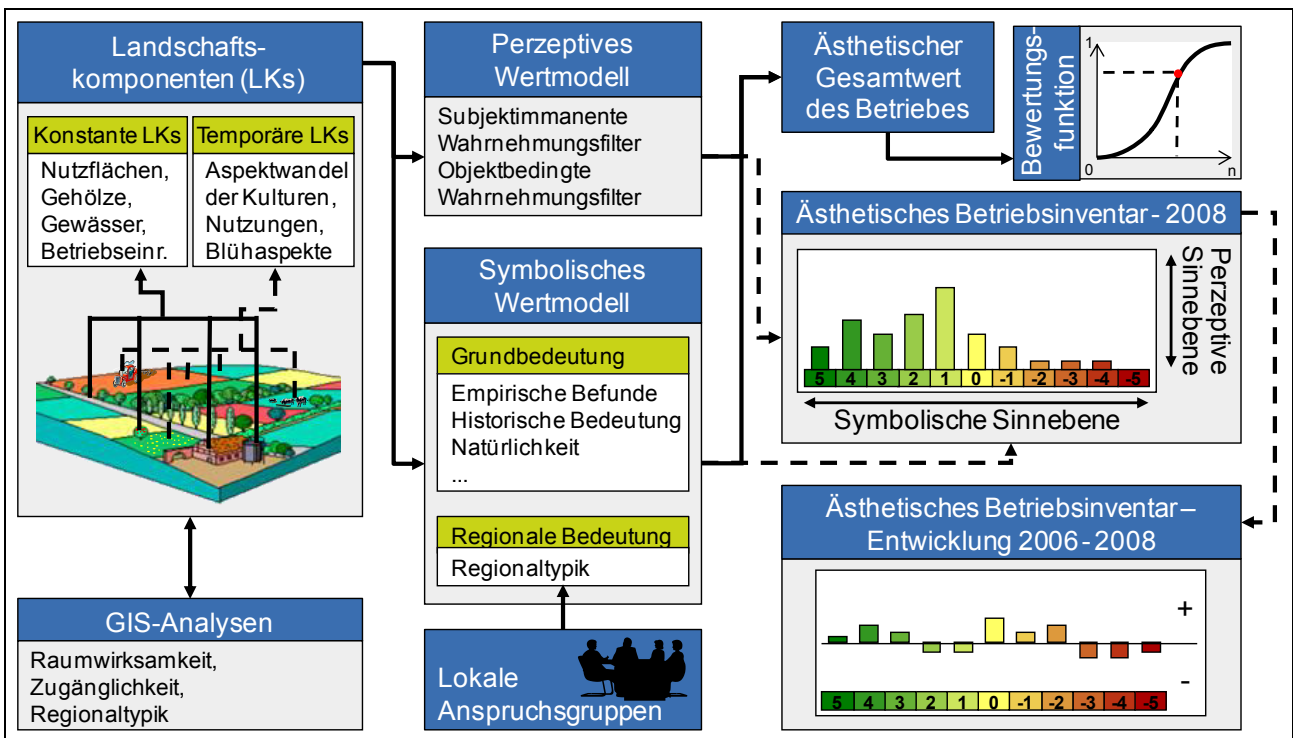 Landschafts-
komponenten (LKs)
Konstante LKs
Nutzflächen,
Gehölze,
Gewässer,
Betriebseinr.
Temporäre LKs
Aspektwandel
der Kulturen,
Nutzungen,
Blühaspekte
GIS-Analysen
Raumwirksamkeit,
Zugänglichkeit,
Regionaltypik
Perzeptives
Wertmodell
Subjektimmanente
Wahrnehmungsfilter
Objektbedingte
Wahrnehmungsfilter
Symbolisches
Wertmodell
Grundbedeutung
Empirische Befunde
Historische Bedeutung
Natürlichkeit
...
Regionale Bedeutung
Regionaltypik
Lokale
Anspruchsgruppen
Ästhetischer
Gesamtwert
des Betriebes
Bewertungs-
funktion
1
0
n
Ästhetisches Betriebsinventar - 2008
Perzeptive
Sinnebene
5 4 3 2 1 0 -1 -2 -3 -4 -5
Symbolische Sinnebene
Ästhetisches Betriebsinventar –
Entwicklung 2006 - 2008
+
-
5 4 3 2 1 0 -1 -2 -3 -4 -5